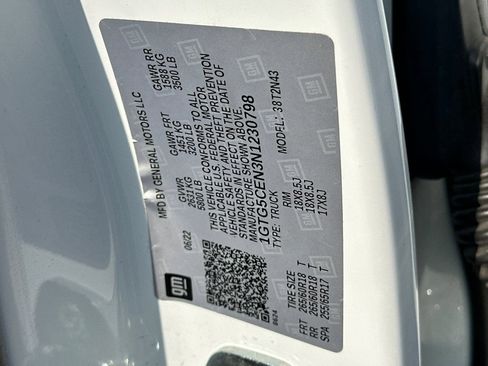 MFD BY GENERAL MOTORS LLC
06/22
GVWR
2631 KG
5800 LB
GAWR FRT
1451 KG
3200 LB
GAWR RR
1588 KG
3500 LB
THIS VEHICLE CONFORMS TO ALL
APPLICABLE U.S. FEDERAL MOTOR
VEHICLE SAFETY, AND THEFT PREVENTION
STANDARDS IN EFFECT ON THE DATE OF
MANUFACTURE SHOWN ABOVE.
1GTG5CEN3N1230798
TYPE: TRUCK
MODEL: 38T2N43
gm
0624
TIRE SIZE RIM
FRT 265/60R18 T 18X8.5J
RR 265/60R18 T 18X8.5J
SPA 255/65R17 T 17X8J